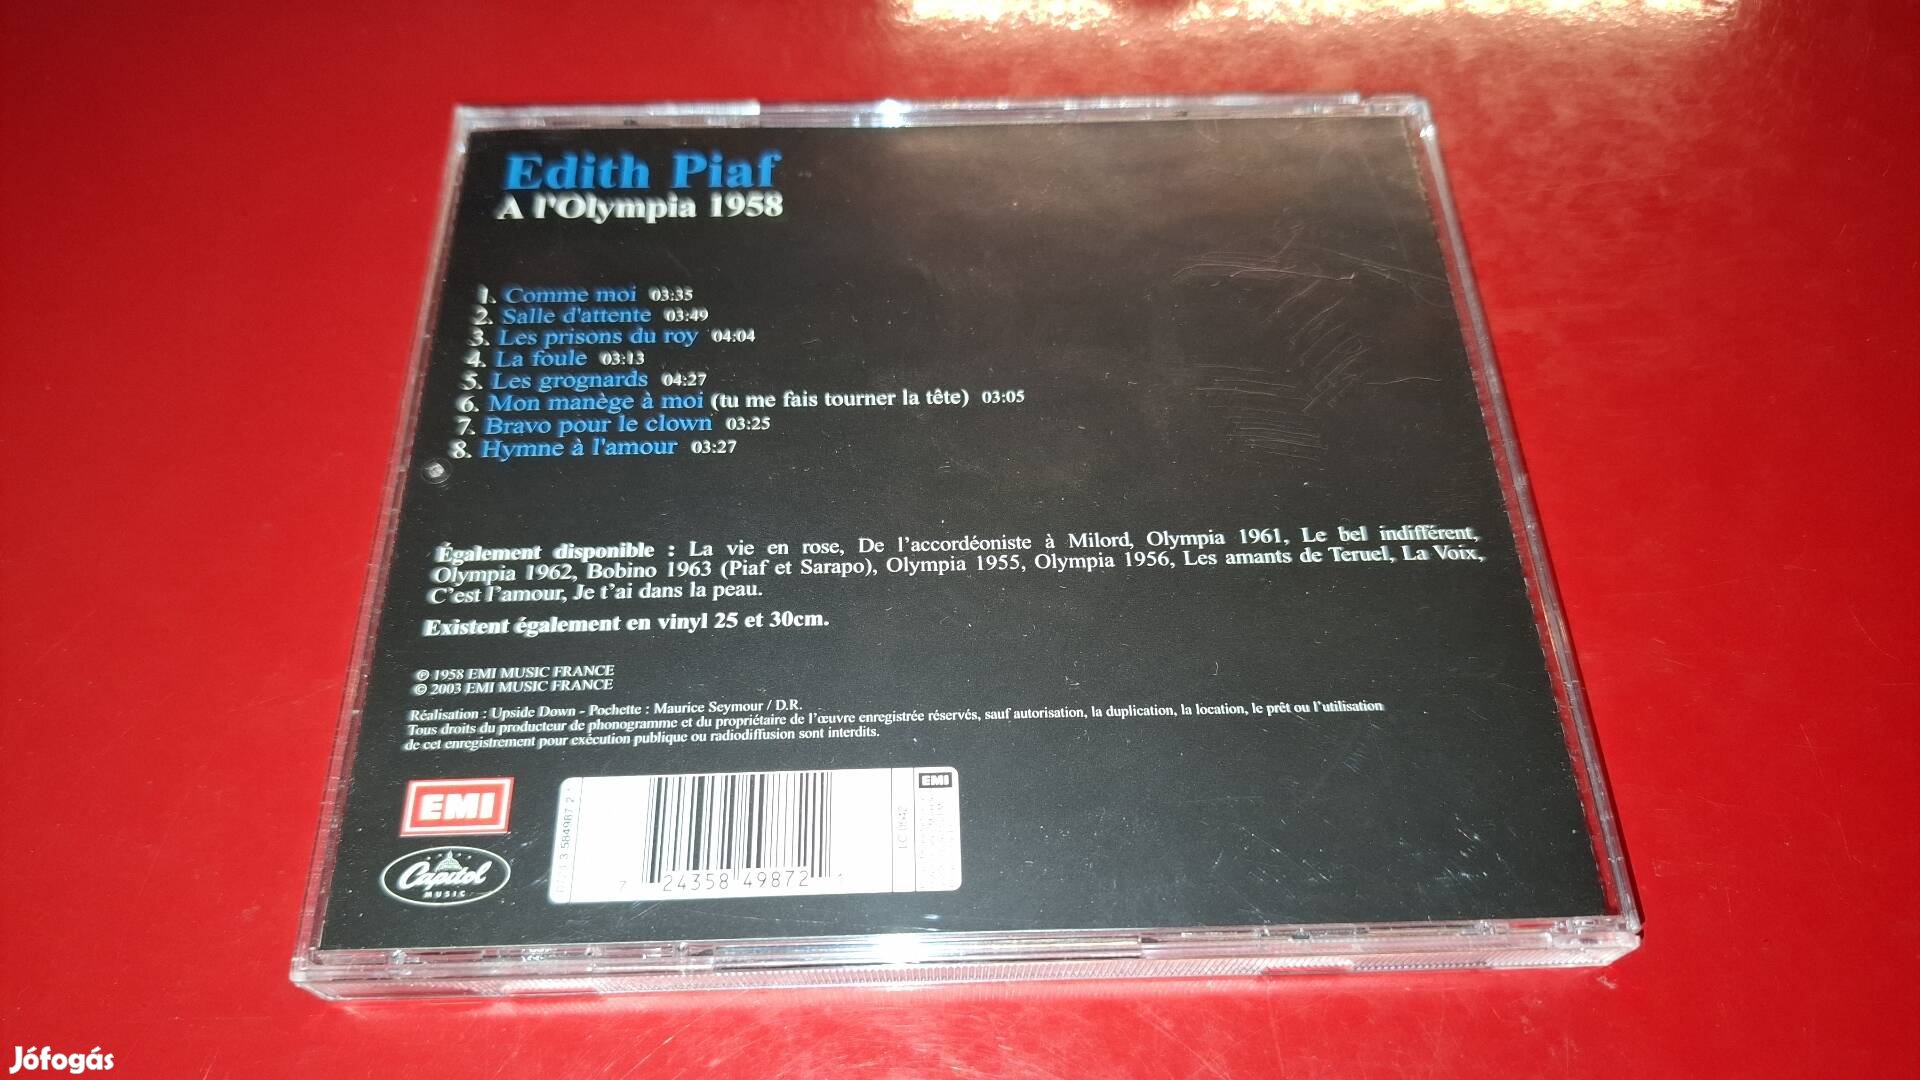 Edith Piaf
A l'Olympia 1958
1. Comme moi 03:35
2. Salle d'attente 03:49
3. Les prisons du roy 04:04
4. La foule 03:13
5. Les grognards 04:27
6. Mon manège à moi (tu me fais tourner la tête) 03:05
7. Bravo pour le clown 03:25
8. Hymne à l'amour 03:27
Également disponible : La vie en rose, De l'accordéoniste à Milord, Olympia 1961, Le bel indifférent,
Olympia 1962, Bobino 1963 (Piaf et Sarapo), Olympia 1955, Olympia 1956, Les amants de Teruel, La Voix,
C'est l'amour, Je t'ai dans la peau.
Existent également en vinyl 25 et 30cm.
℗ 1958 EMI MUSIC FRANCE
© 2003 EMI MUSIC FRANCE
Réalisation : Upside Down - Pochette : Maurice Seymour / D.R.
Tous droits du producteur de phonogramme et du propriétaire de l'œuvre enregistrée réservés, sauf autorisation, la duplication, la location, le prêt ou l'utilisation
de cet enregistrement pour exécution publique ou radiodiffusion sont interdits.
EMI
Capitol
MUSIC
584987 2
7 24358 49872 1
LC 0542
EMI
Jófogás